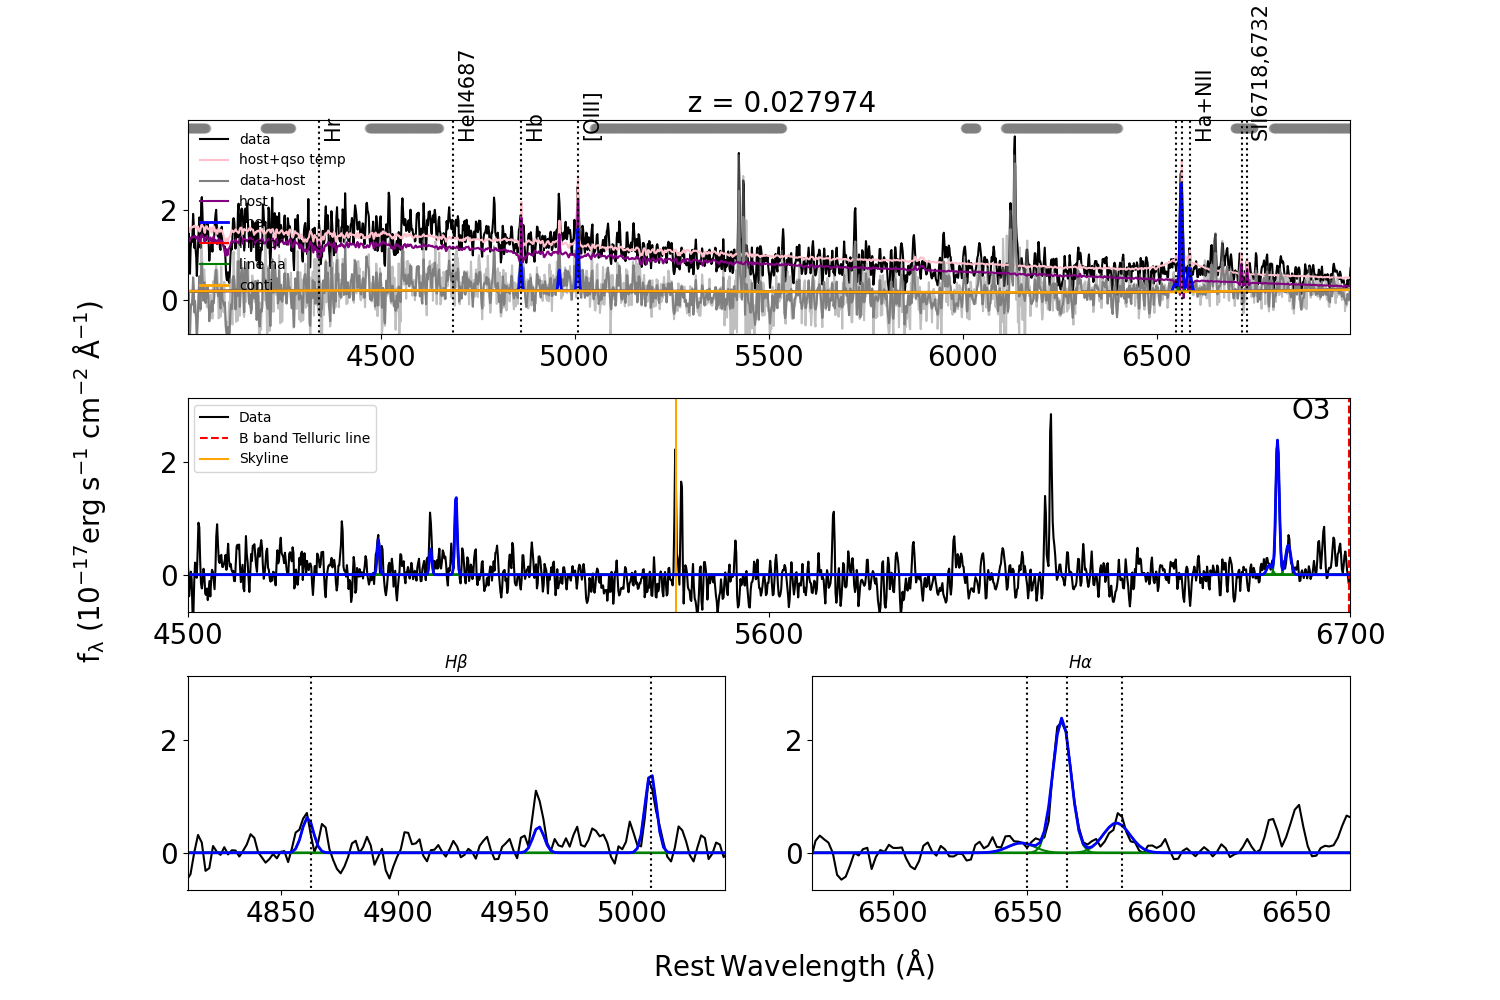 z = 0.027974
Hr
HeII4687
Hb
[OIII]
Ha+NII
SII6718,6732
data
host+qso temp
data-host
host
line ha
conti
2
0
4500
5000
5500
6000
6500
f_λ (10⁻¹⁷erg s⁻¹ cm⁻² Å⁻¹)
Data
B band Telluric line
Skyline
O3
2
0
4500
5600
6700
Hβ
2
0
4850
4900
4950
5000
Hα
2
0
6500
6550
6600
6650
Rest Wavelength (Å)